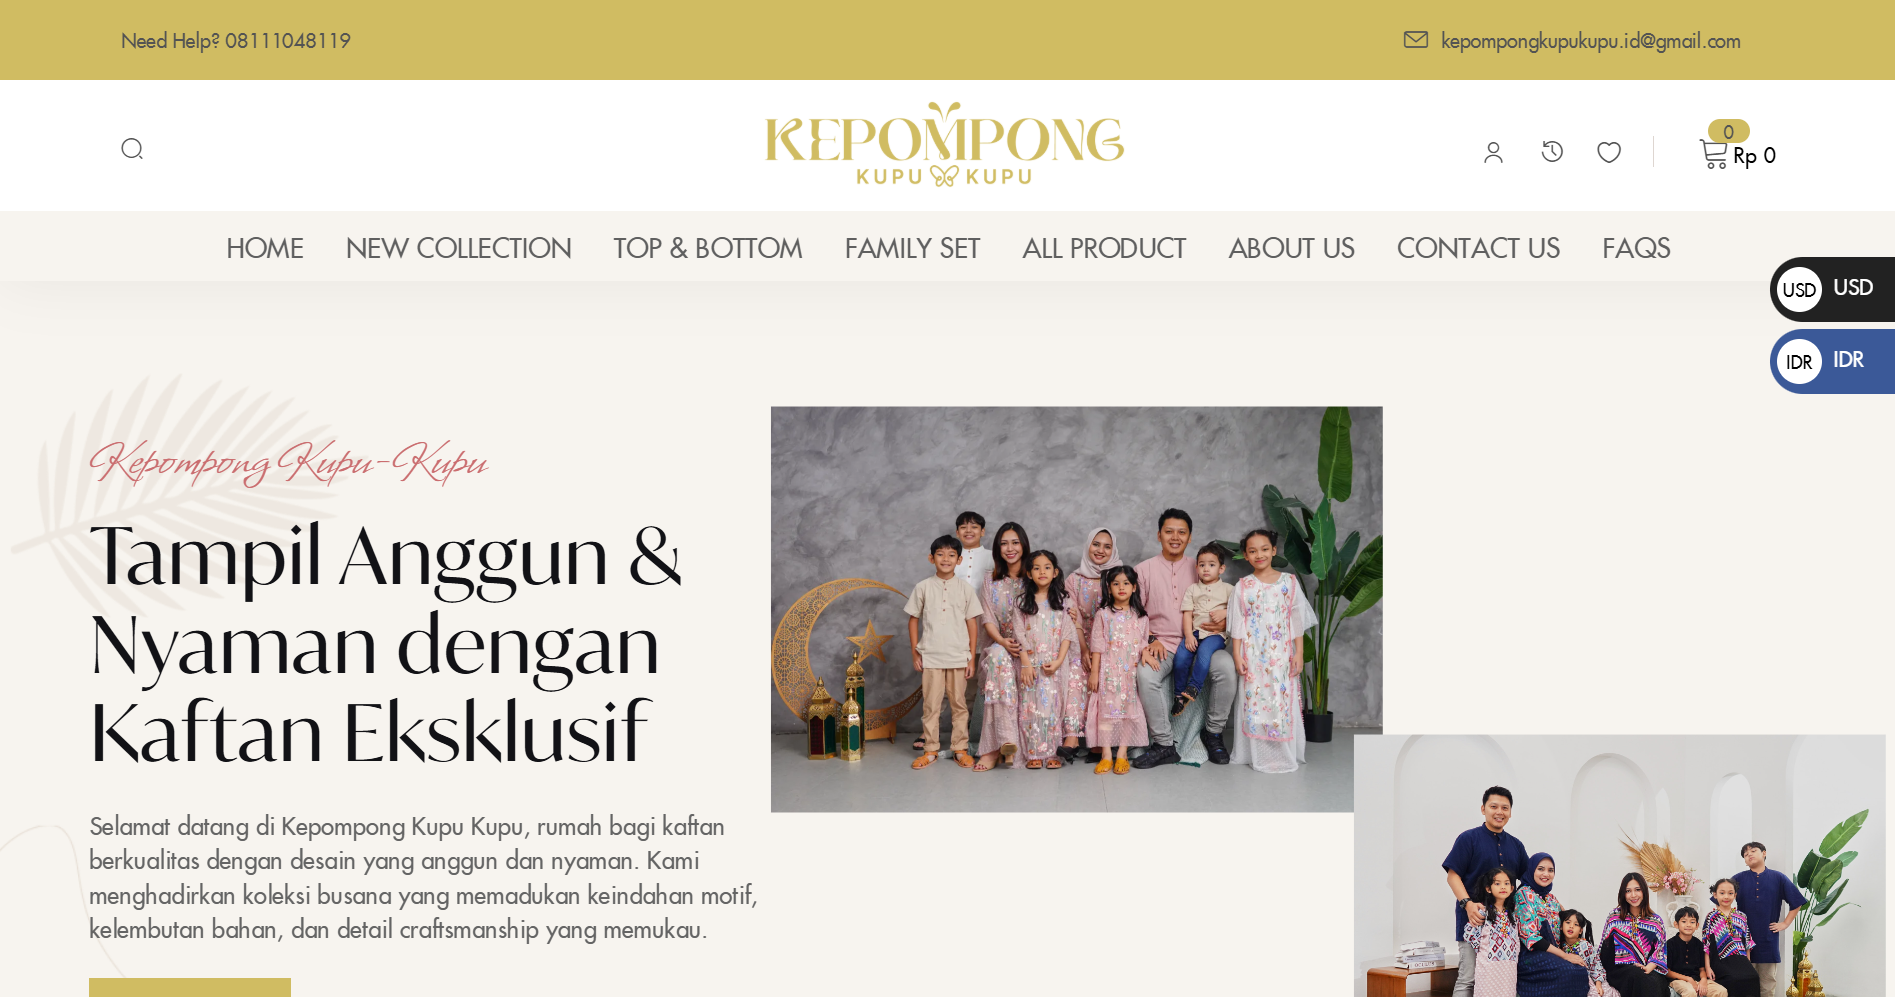 Need Help? 08111048119
kepompongkupukupu.id@gmail.com
KEPOMPONG
KUPU KUPU
0
Rp 0
HOME NEW COLLECTION TOP & BOTTOM FAMILY SET ALL PRODUCT ABOUT US CONTACT US FAQS
USD USD
IDR IDR
Kepompong Kupu-Kupu
Tampil Anggun &
Nyaman dengan
Kaftan Eksklusif
Selamat datang di Kepompong Kupu Kupu, rumah bagi kaftan
berkualitas dengan desain yang anggun dan nyaman. Kami
menghadirkan koleksi busana yang memadukan keindahan motif,
kelembutan bahan, dan detail craftsmanship yang memukau.